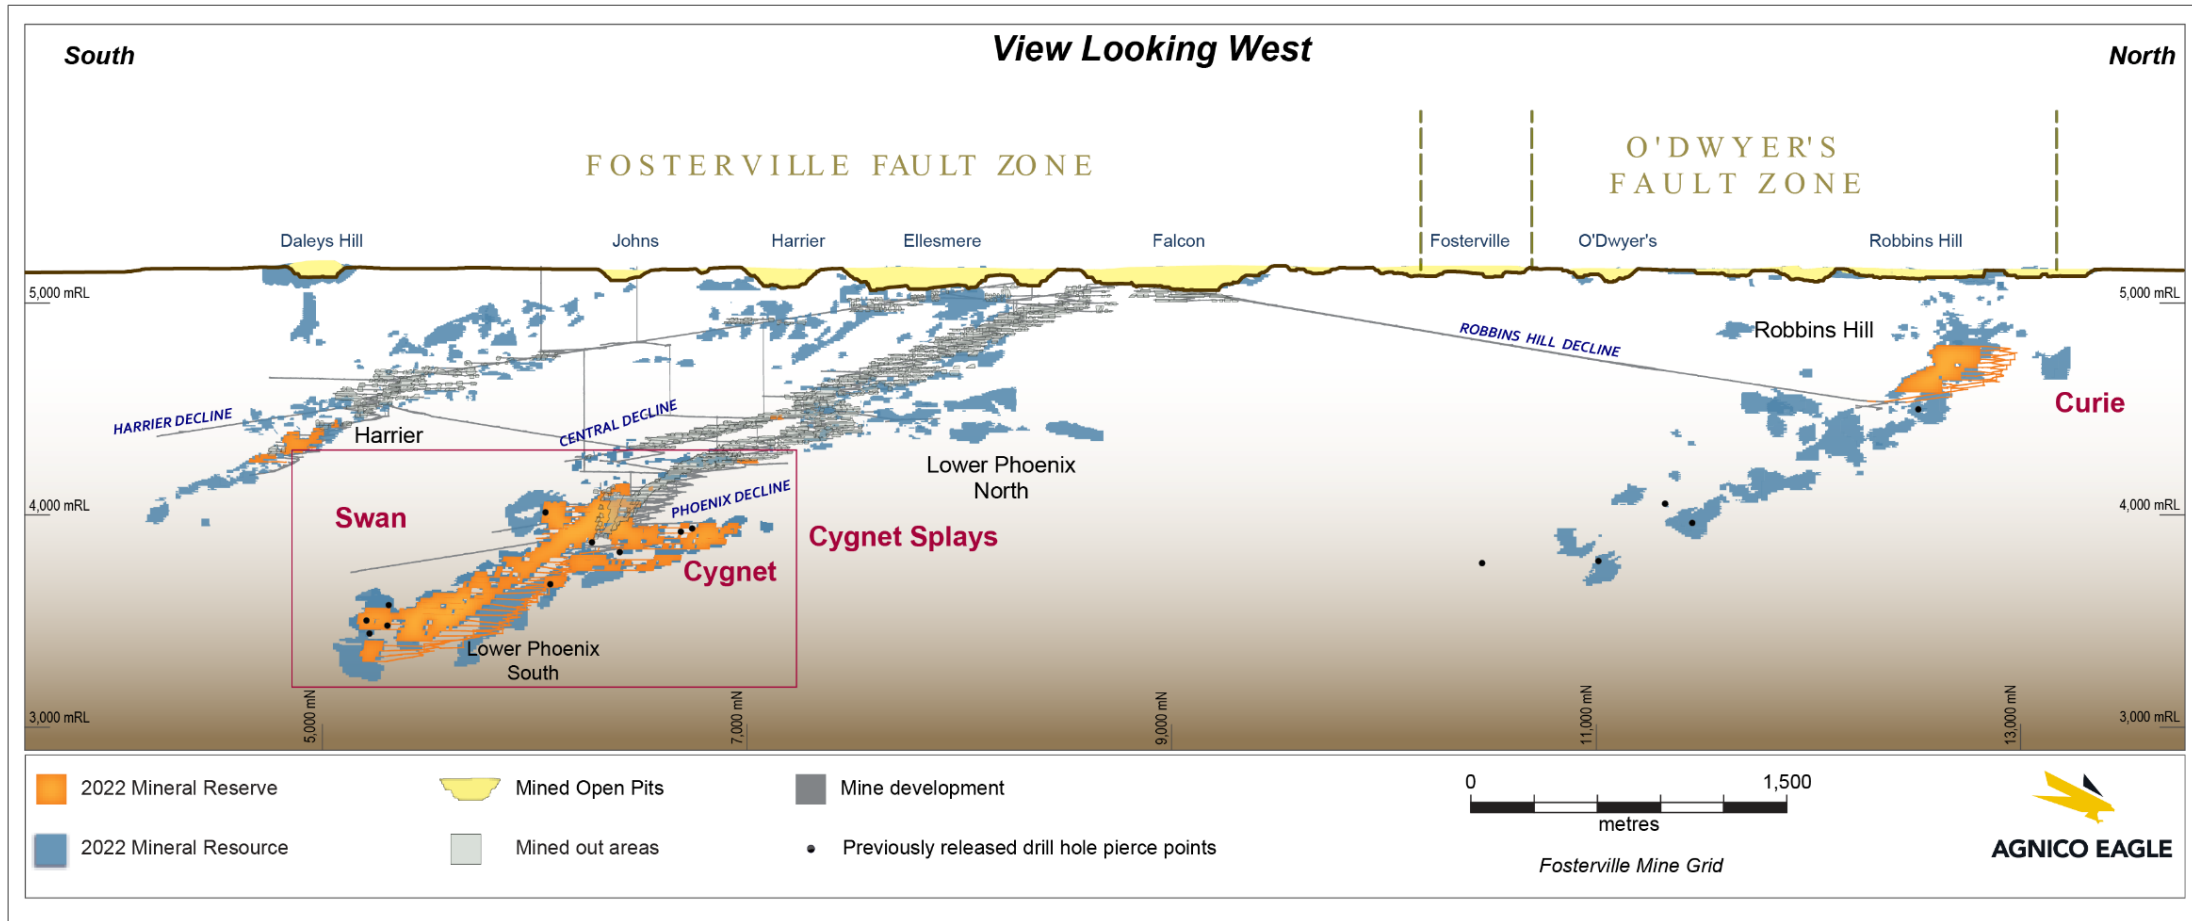 South
View Looking West
North
FOSTERVILLE FAULT ZONE
O'DWYER'S
FAULT ZONE
Daleys Hill
Johns
Harrier
Ellesmere
Falcon
Fosterville
O'Dwyer's
Robbins Hill
5,000 mRL
5,000 mRL
ROBBINS HILL DECLINE
Robbins Hill
Curie
HARRIER DECLINE
Harrier
CENTRAL DECLINE
Lower Phoenix
North
4,000 mRL
4,000 mRL
PHOENIX DECLINE
Swan
Cygnet Splays
Cygnet
Lower Phoenix
South
3,000 mRL
3,000 mRL
5,000 mN
7,000 mN
9,000 mN
11,000 mN
13,000 mN
2022 Mineral Reserve
Mined Open Pits
Mine development
2022 Mineral Resource
Mined out areas
Previously released drill hole pierce points
0 1,500
metres
Fosterville Mine Grid
AGNICO EAGLE